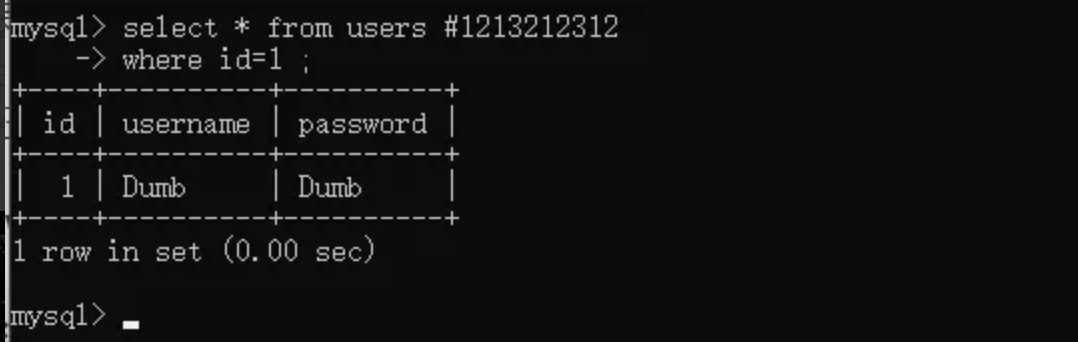 mysql> select * from users #1213212312
    -> where id=1 ;
+----+----------+----------+
| id | username | password |
+----+----------+----------+
|  1 | Dumb     | Dumb     |
+----+----------+----------+
1 row in set (0.00 sec)
mysql>